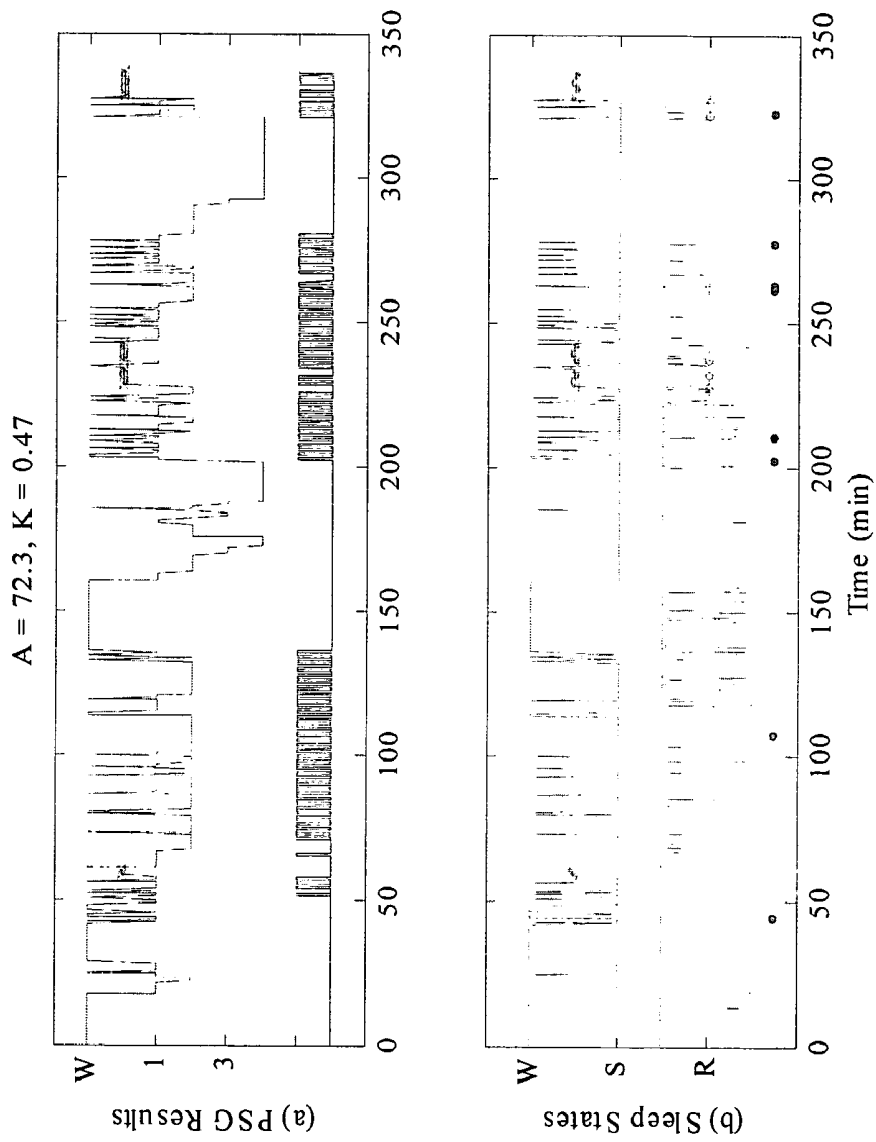 A = 72.3, K = 0.47
W
1
3
0 50 100 150 200 250 300 350
(a) PSG Results
W
S
R
0 50 100 150 200 250 300 350
(b) Sleep States
Time (min)